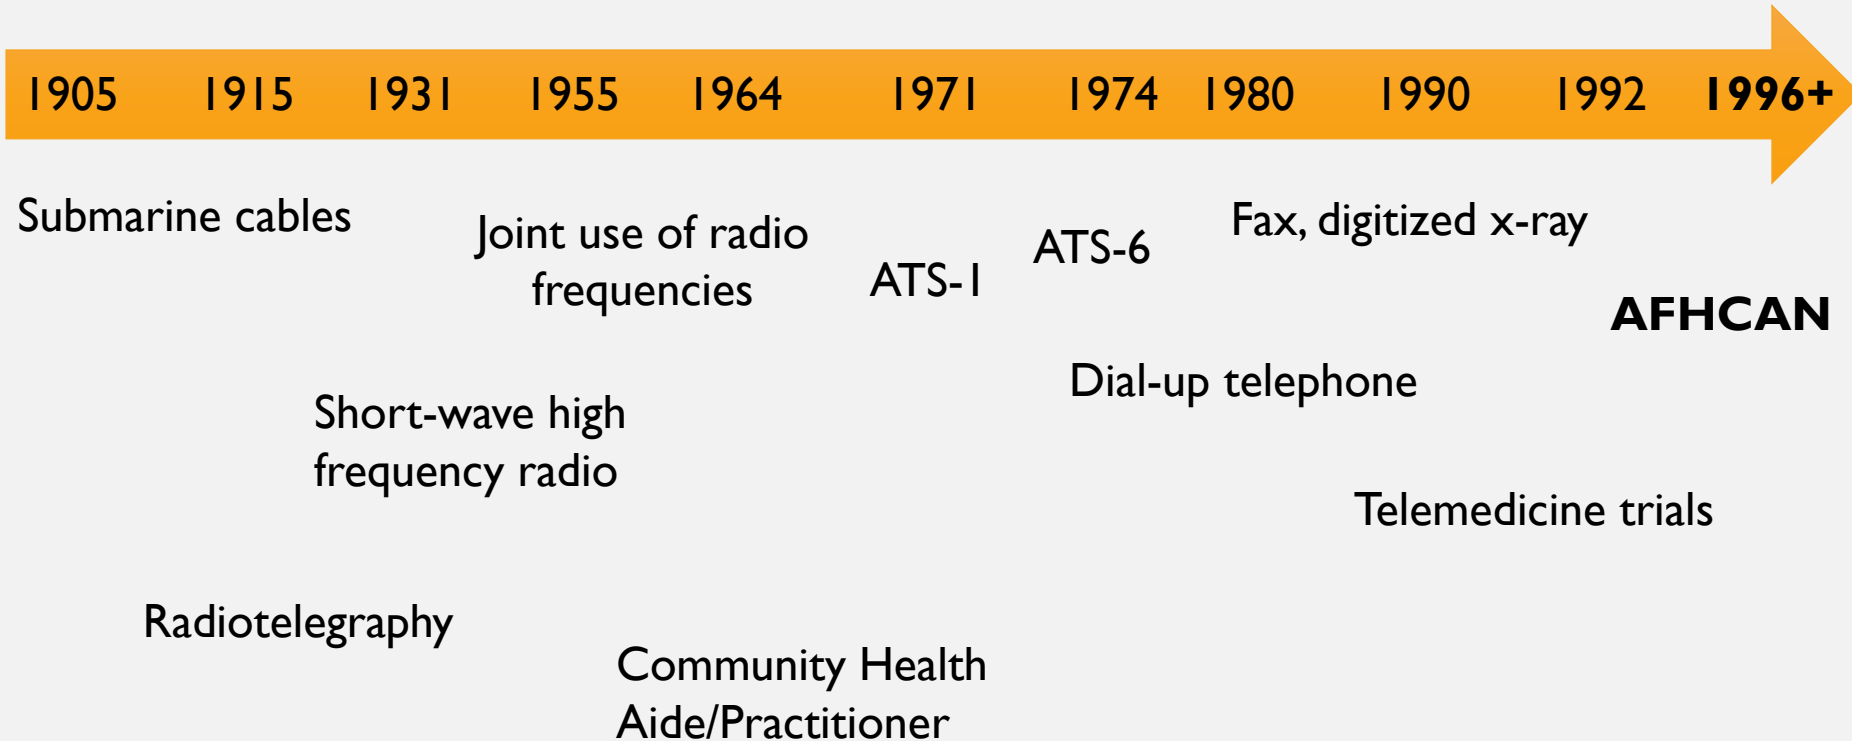 1905 1915 1931 1955 1964 1971 1974 1980 1990 1992 1996+
Submarine cables
Joint use of radio
frequencies
ATS-1
ATS-6
Fax, digitized x-ray
AFHCAN
Dial-up telephone
Short-wave high
frequency radio
Telemedicine trials
Radiotelegraphy
Community Health
Aide/Practitioner